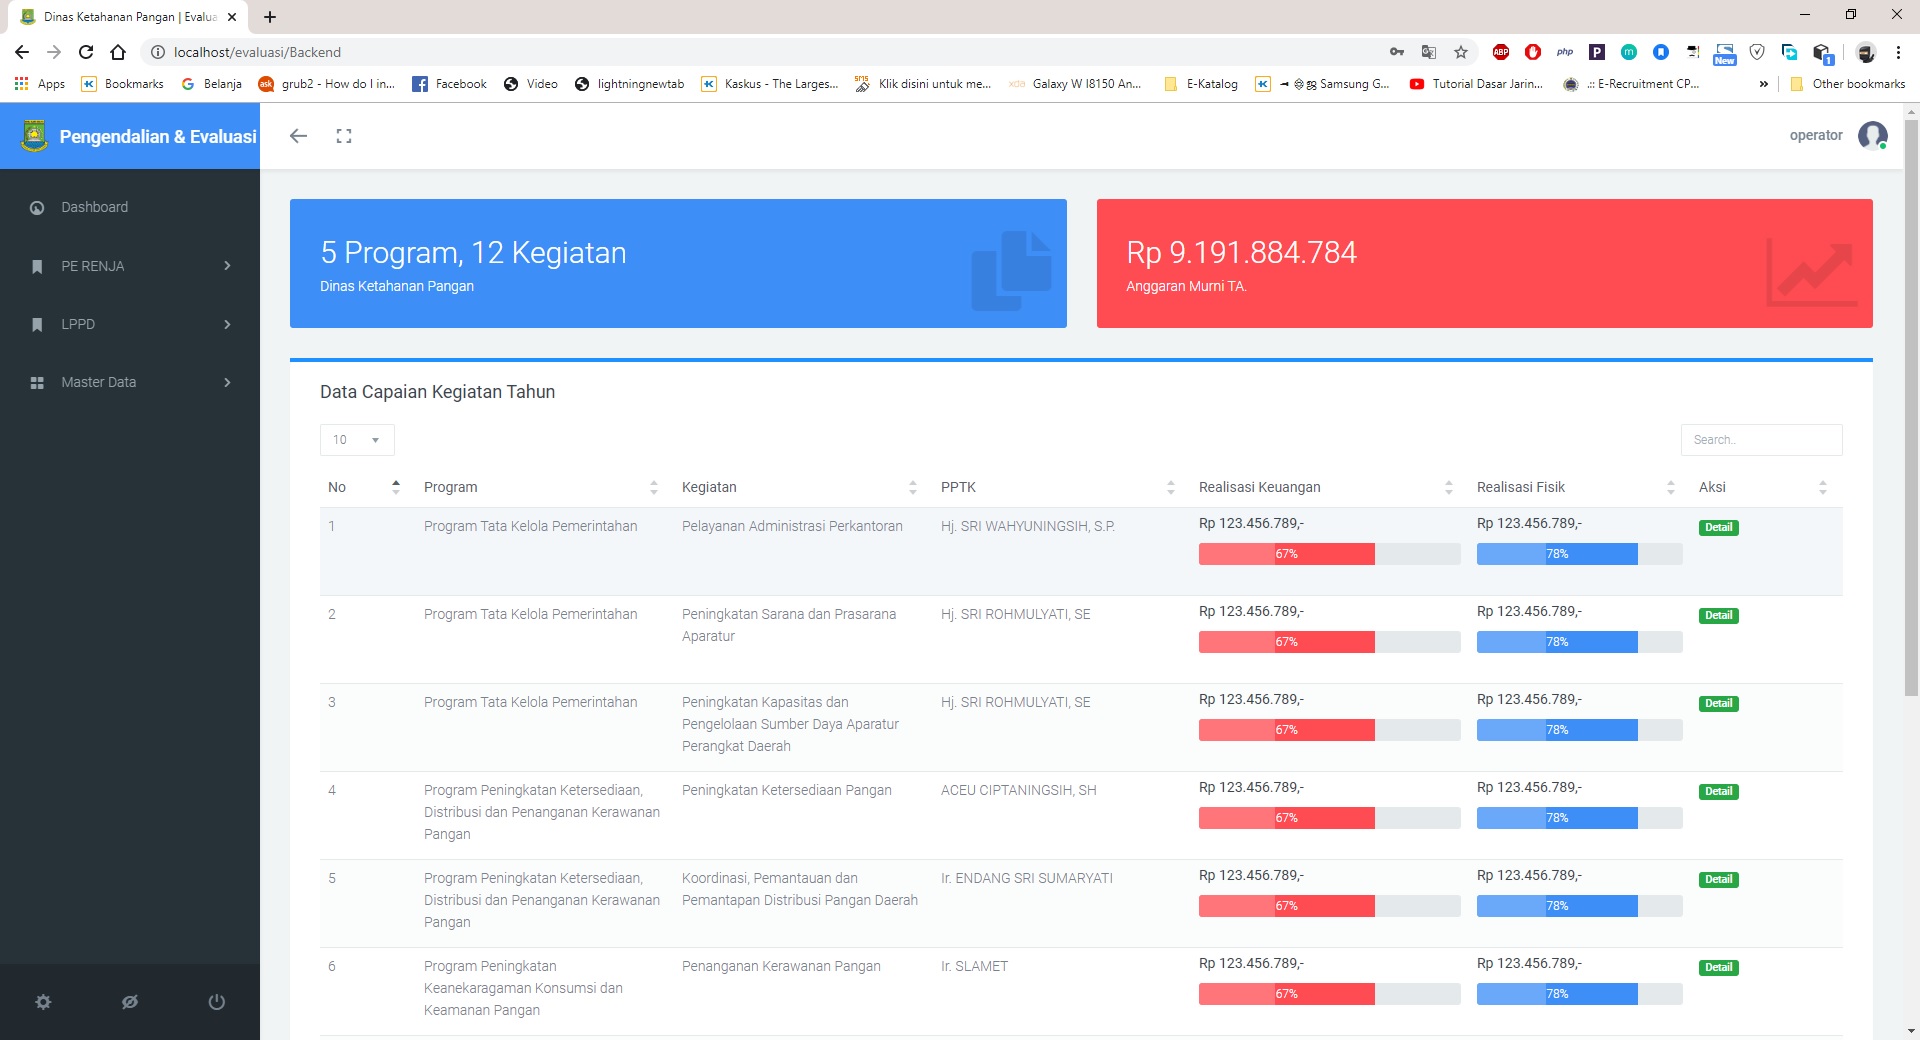 Dinas Ketahanan Pangan | Evalua
localhost/evaluasi/Backend
ABP
php
P
m
New
1
Apps
Bookmarks
Belanja
ask
grub2 - How do I in...
Facebook
Video
lightningnewtab
Kaskus - The Larges...
sms
Klik disini untuk me...
xda
Galaxy W I8150 An...
E-Katalog
Samsung G...
Tutorial Dasar Jarin...
.:: E-Recruitment CP...
»
Other bookmarks
Pengendalian & Evaluasi
operator
Dashboard
PE RENJA
LPPD
Master Data
5 Program, 12 Kegiatan
Dinas Ketahanan Pangan
Rp 9.191.884.784
Anggaran Murni TA.
Data Capaian Kegiatan Tahun
10
Search..
No Program Kegiatan PPTK Realisasi Keuangan Realisasi Fisik Aksi
1 Program Tata Kelola Pemerintahan Pelayanan Administrasi Perkantoran Hj. SRI WAHYUNINGSIH, S.P. Rp 123.456.789,- Rp 123.456.789,- Detail
67% 78%
2 Program Tata Kelola Pemerintahan Peningkatan Sarana dan Prasarana Hj. SRI ROHMULYATI, SE Rp 123.456.789,- Rp 123.456.789,- Detail
Aparatur 67% 78%
3 Program Tata Kelola Pemerintahan Peningkatan Kapasitas dan Hj. SRI ROHMULYATI, SE Rp 123.456.789,- Rp 123.456.789,- Detail
Pengelolaan Sumber Daya Aparatur 67% 78%
Perangkat Daerah
4 Program Peningkatan Ketersediaan, Peningkatan Ketersediaan Pangan ACEU CIPTANINGSIH, SH Rp 123.456.789,- Rp 123.456.789,- Detail
Distribusi dan Penanganan Kerawanan 67% 78%
Pangan
5 Program Peningkatan Ketersediaan, Koordinasi, Pemantauan dan Ir. ENDANG SRI SUMARYATI Rp 123.456.789,- Rp 123.456.789,- Detail
Distribusi dan Penanganan Kerawanan Pemantapan Distribusi Pangan Daerah 67% 78%
Pangan
6 Program Peningkatan Penanganan Kerawanan Pangan Ir. SLAMET Rp 123.456.789,- Rp 123.456.789,- Detail
Keanekaragaman Konsumsi dan 67% 78%
Keamanan Pangan